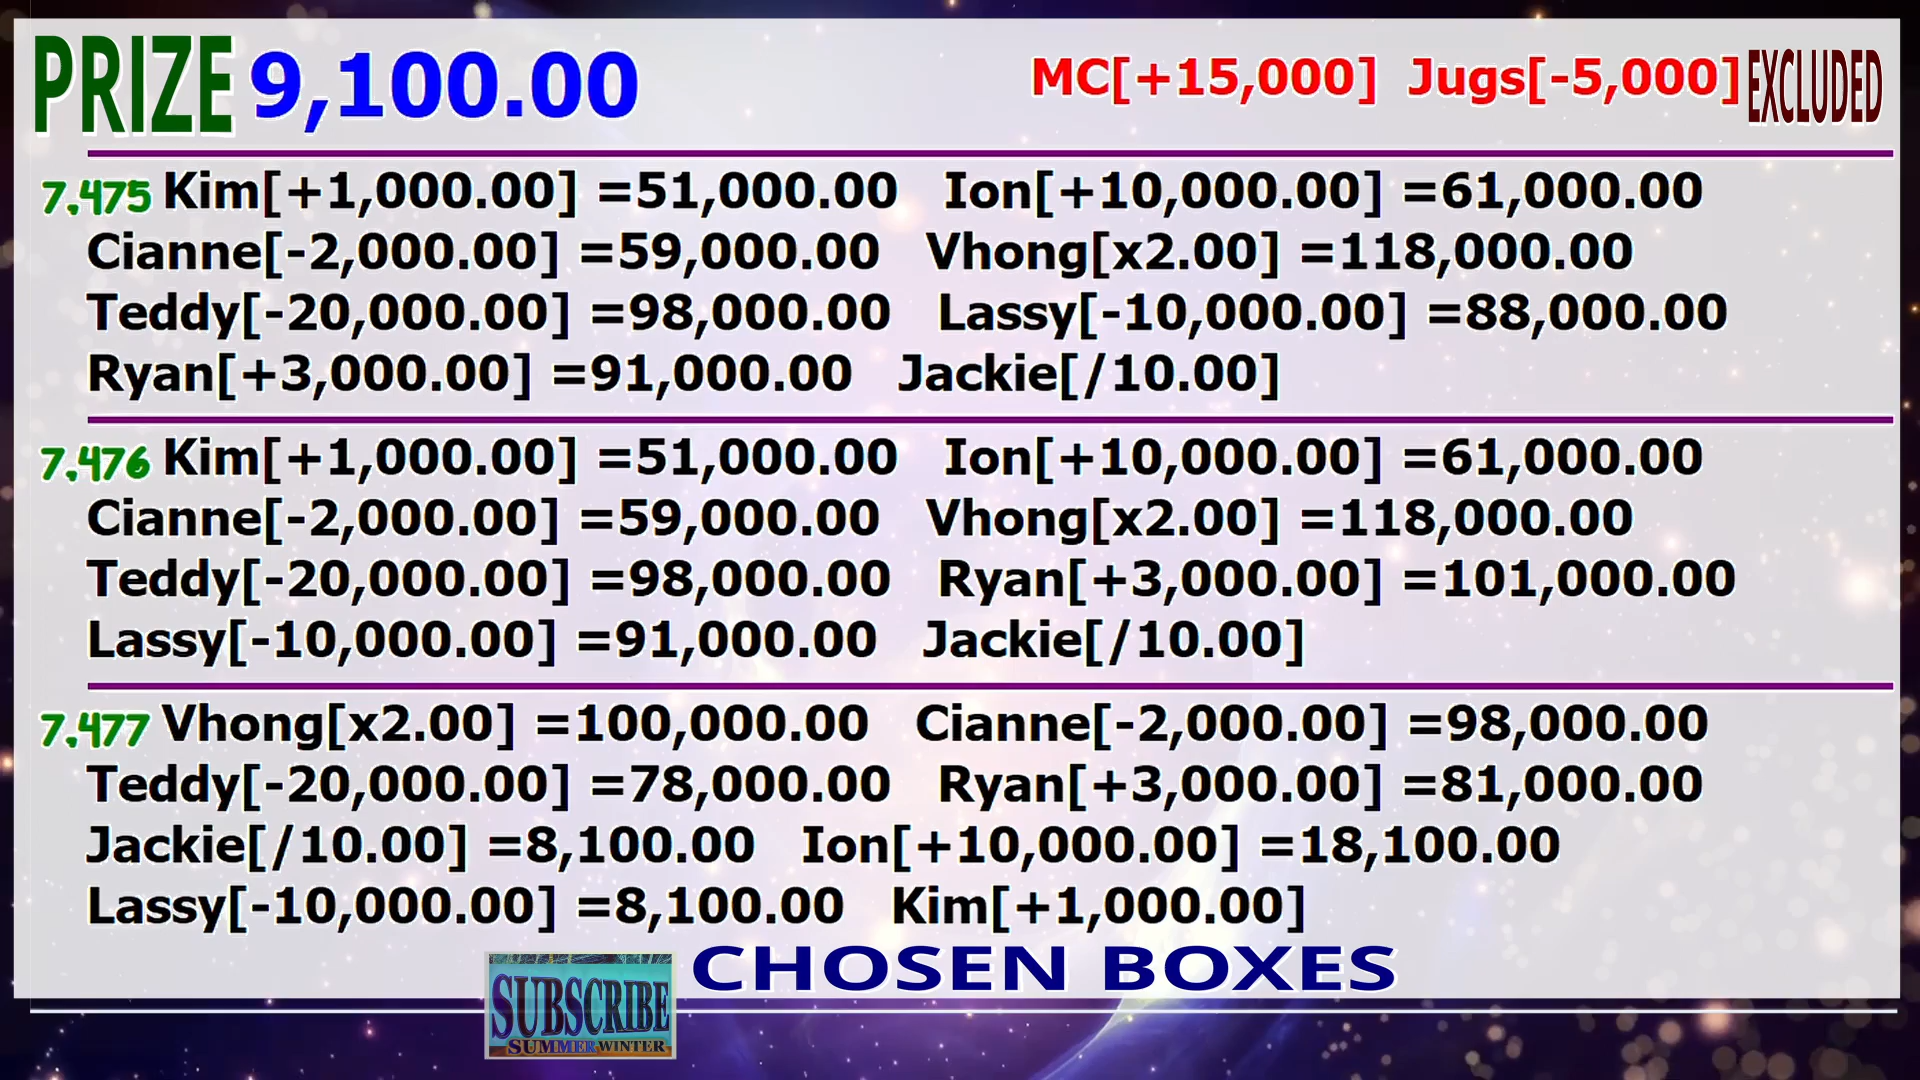 PRIZE 9,100.00 MC[+15,000] Jugs[-5,000] EXCLUDED
7,475 Kim[+1,000.00] =51,000.00 Ion[+10,000.00] =61,000.00
Cianne[-2,000.00] =59,000.00 Vhong[x2.00] =118,000.00
Teddy[-20,000.00] =98,000.00 Lassy[-10,000.00] =88,000.00
Ryan[+3,000.00] =91,000.00 Jackie[/10.00]
7,476 Kim[+1,000.00] =51,000.00 Ion[+10,000.00] =61,000.00
Cianne[-2,000.00] =59,000.00 Vhong[x2.00] =118,000.00
Teddy[-20,000.00] =98,000.00 Ryan[+3,000.00] =101,000.00
Lassy[-10,000.00] =91,000.00 Jackie[/10.00]
7,477 Vhong[x2.00] =100,000.00 Cianne[-2,000.00] =98,000.00
Teddy[-20,000.00] =78,000.00 Ryan[+3,000.00] =81,000.00
Jackie[/10.00] =8,100.00 Ion[+10,000.00] =18,100.00
Lassy[-10,000.00] =8,100.00 Kim[+1,000.00]
CHOSEN BOXES
SUBSCRIBE
SUMMER WINTER